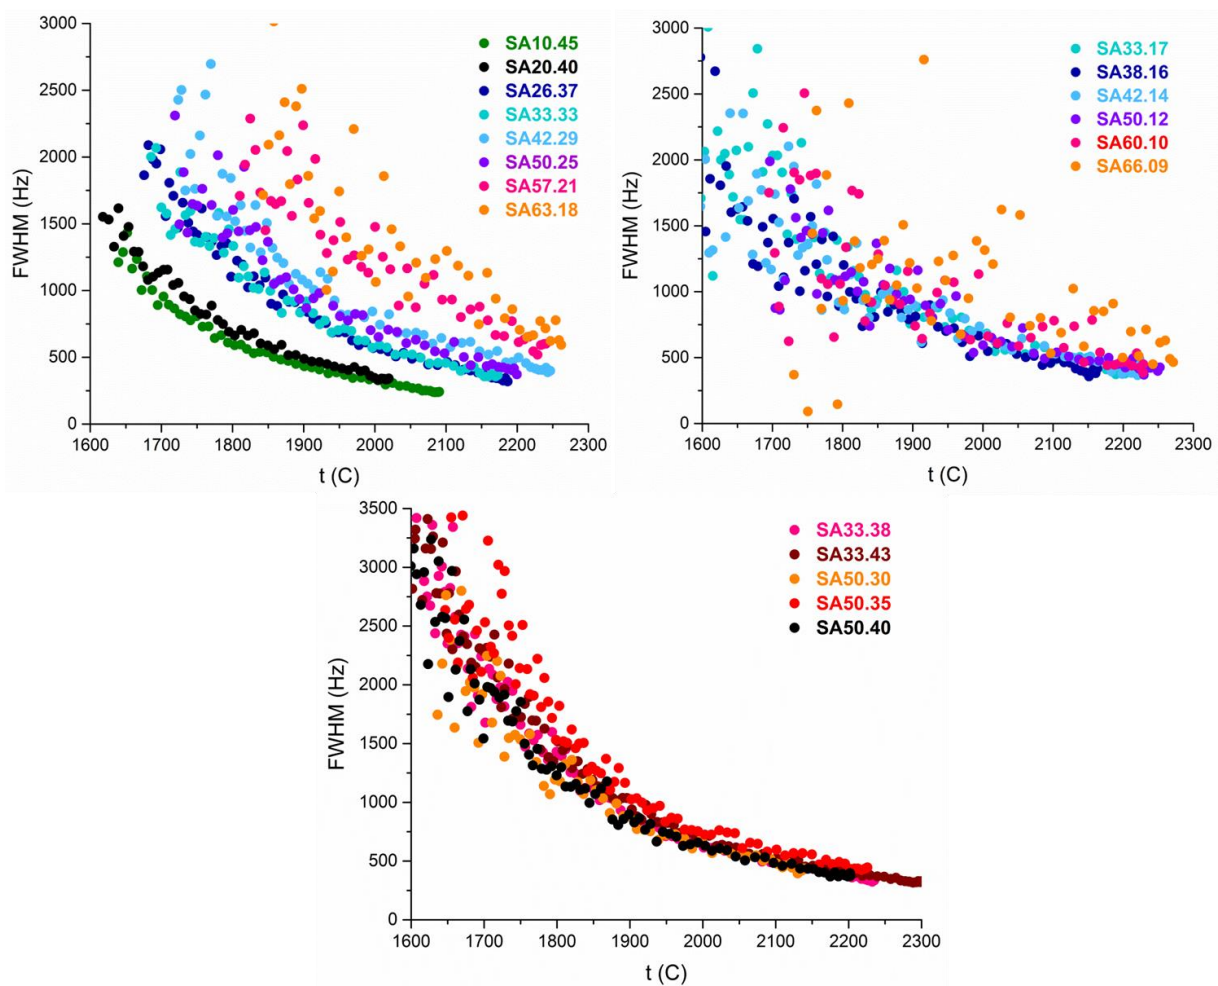 3000
2500
2000
1500
1000
500
0
FWHM (Hz)
1600 1700 1800 1900 2000 2100 2200 2300
t (C)
SA10.45
SA20.40
SA26.37
SA33.33
SA42.29
SA50.25
SA57.21
SA63.18
3000
2500
2000
1500
1000
500
0
FWHM (Hz)
1600 1700 1800 1900 2000 2100 2200 2300
t (C)
SA33.17
SA38.16
SA42.14
SA50.12
SA60.10
SA66.09
3500
3000
2500
2000
1500
1000
500
0
FWHM (Hz)
1600 1700 1800 1900 2000 2100 2200 2300
t (C)
SA33.38
SA33.43
SA50.30
SA50.35
SA50.40